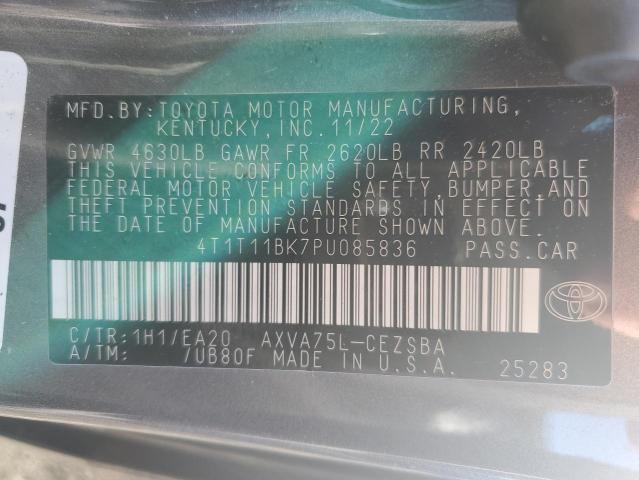 MFD.BY:TOYOTA MOTOR MANUFACTURING,
KENTUCKY,INC.11/22
GVWR 4630LB GAWR FR 2620LB RR 2420LB
THIS VEHICLE CONFORMS TO ALL APPLICABLE
FEDERAL MOTOR VEHICLE SAFETY,BUMPER,AND
THEFT PREVENTION STANDARDS IN EFFECT ON
THE DATE OF MANUFACTURE SHOWN ABOVE.
4T1T11BK7PU085836 PASS.CAR
C/TR:1H1/EA20 AXVA75L-CEZSBA
A/TM: /UB80F MADE IN U.S.A. 25283